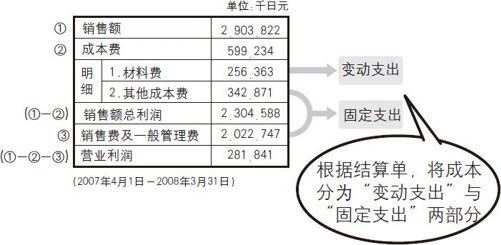 单位:千日元
① 销售额 2,903,822
② 成本费 599,234
明细 1.材料费 256,363
2.其他成本费 342,871
(①-②) 销售额总利润 2,304,588
③ 销售费及一般管理费 2,022,747
(①-②-③) 营业利润 281,841
(2007年4月1日-2008年3月31日)
变动支出
固定支出
根据结算单,将成本
分为“变动支出”与
“固定支出”两部分